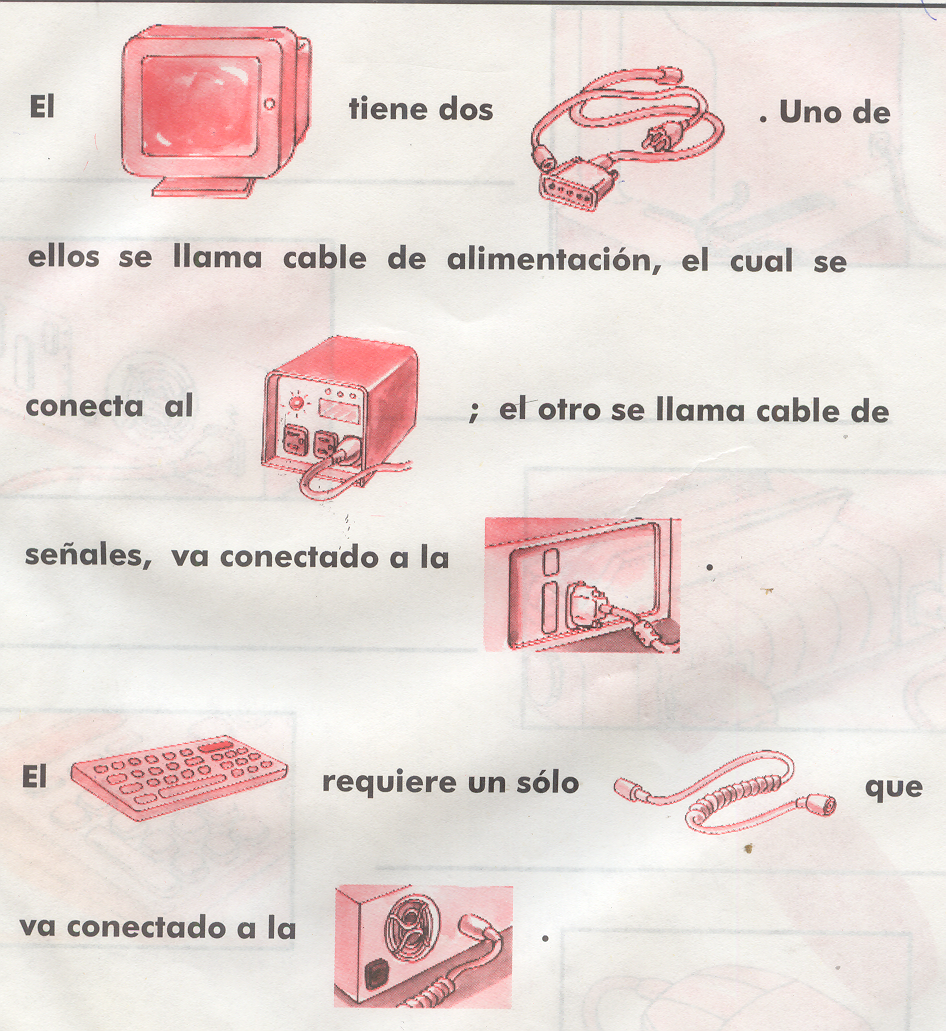 El tiene dos . Uno de
ellos se llama cable de alimentación, el cual se
conecta al ; el otro se llama cable de
señales, va conectado a la .
El requiere un sólo que
va conectado a la .